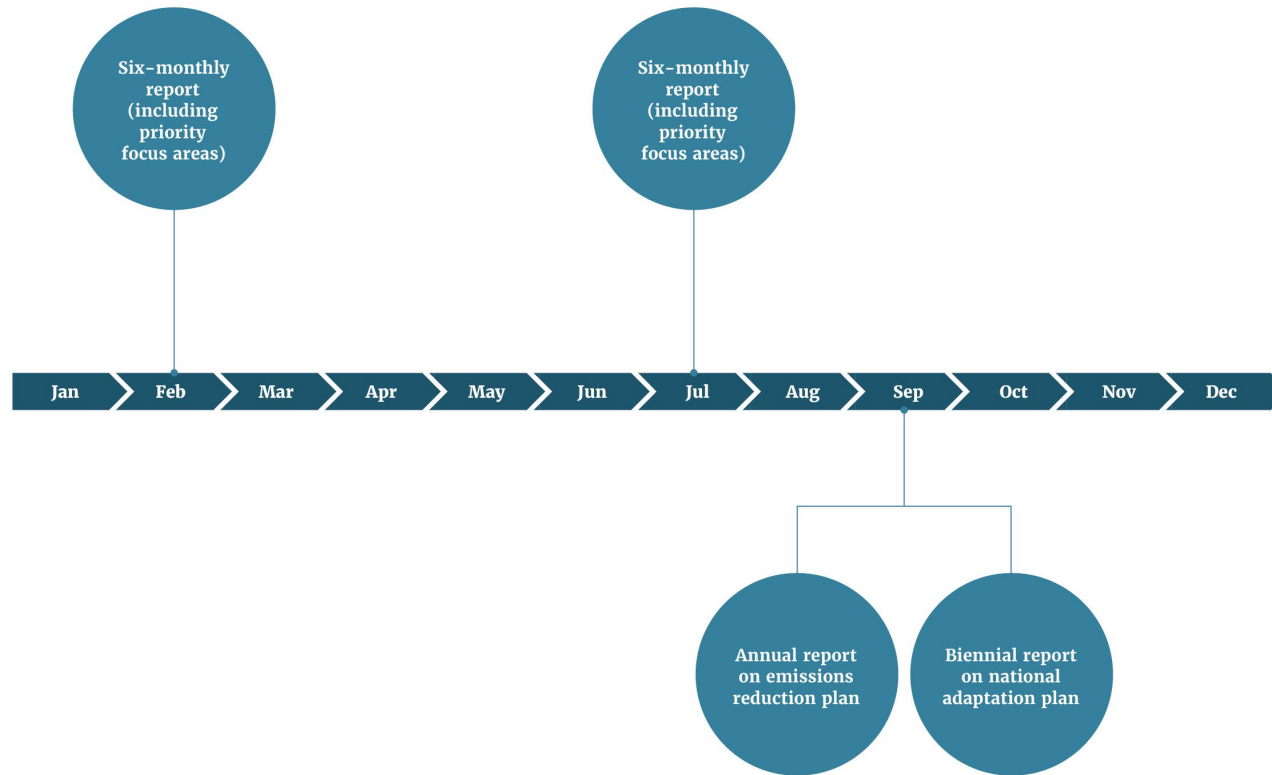 Six-monthly
report
(including
priority
focus areas)
Six-monthly
report
(including
priority
focus areas)
Jan Feb Mar Apr May Jun Jul Aug Sep Oct Nov Dec
Annual report
on emissions
reduction plan
Biennial report
on national
adaptation plan